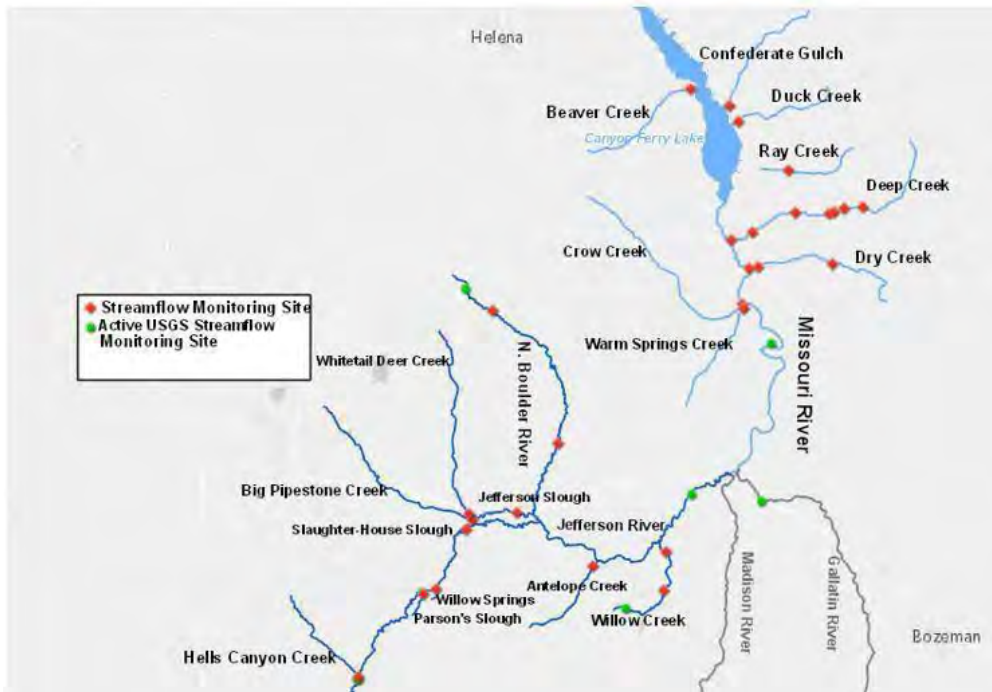 Helena
Confederate Gulch
Beaver Creek
Duck Creek
Canyon Ferry Lake
Ray Creek
Deep Creek
Crow Creek
Dry Creek
Streamflow Monitoring Site
Active USGS Streamflow
Monitoring Site
Warm Springs Creek
Missouri River
Whitetail Deer Creek
N. Boulder River
Big Pipestone Creek
Jefferson Slough
Slaughter-House Slough
Jefferson River
Antelope Creek
Willow Springs
Parson's Slough
Willow Creek
Madison River
Gallatin River
Bozeman
Hells Canyon Creek